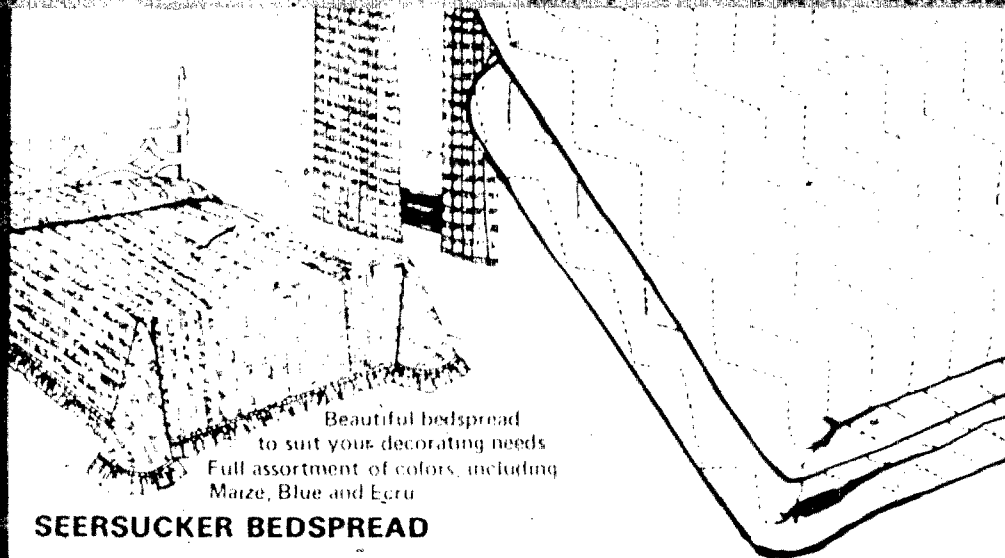 Beautiful bedspread
to suit your decorating needs
Full assortment of colors, including
Maize, Blue and Ecru
SEERSUCKER BEDSPREAD